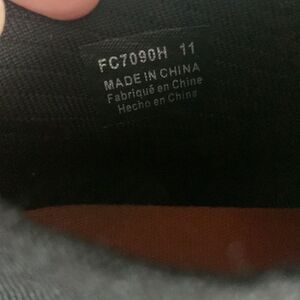 FC7090H 11
MADE IN CHINA
Fabriqué en Chine
Hecho en China